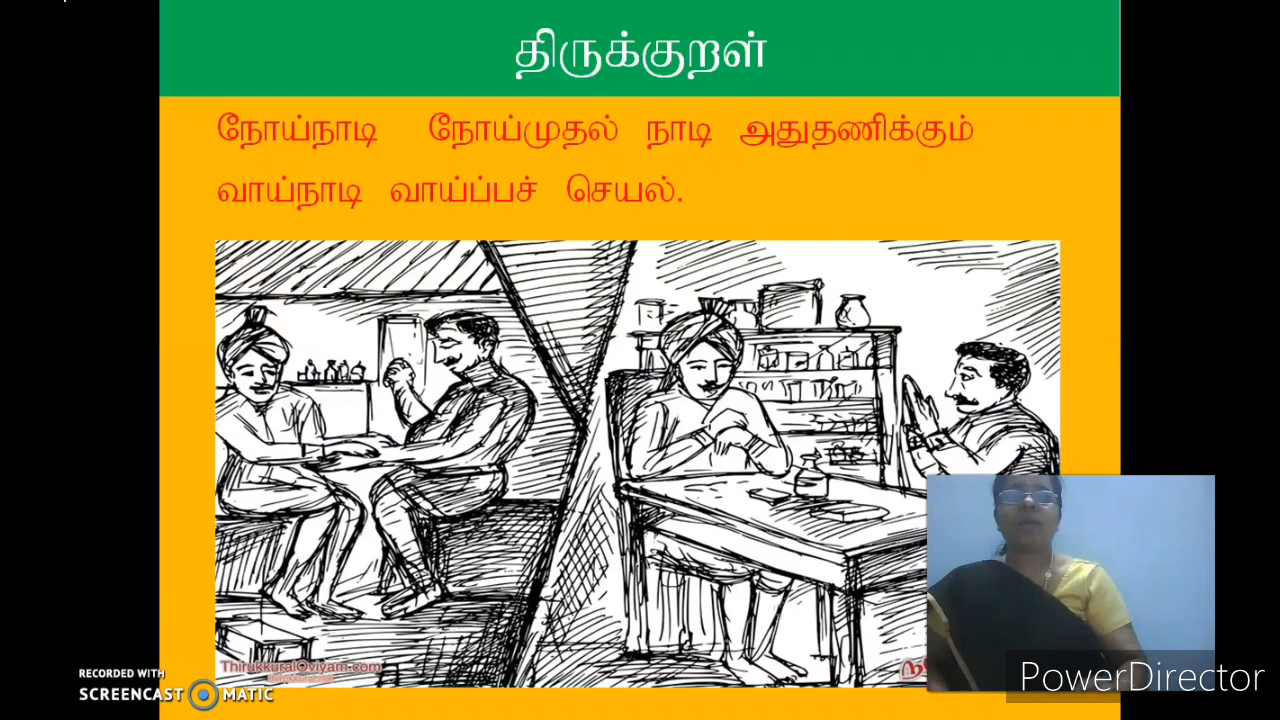 திருக்குறள்
நோய்நாடி நோய்முதல் நாடி அதுதணிக்கும்
வாய்நாடி வாய்ப்பச் செயல்.
ThirukkuralOviyam.com
RECORDED WITH
SCREENCAST MATIC
PowerDirector